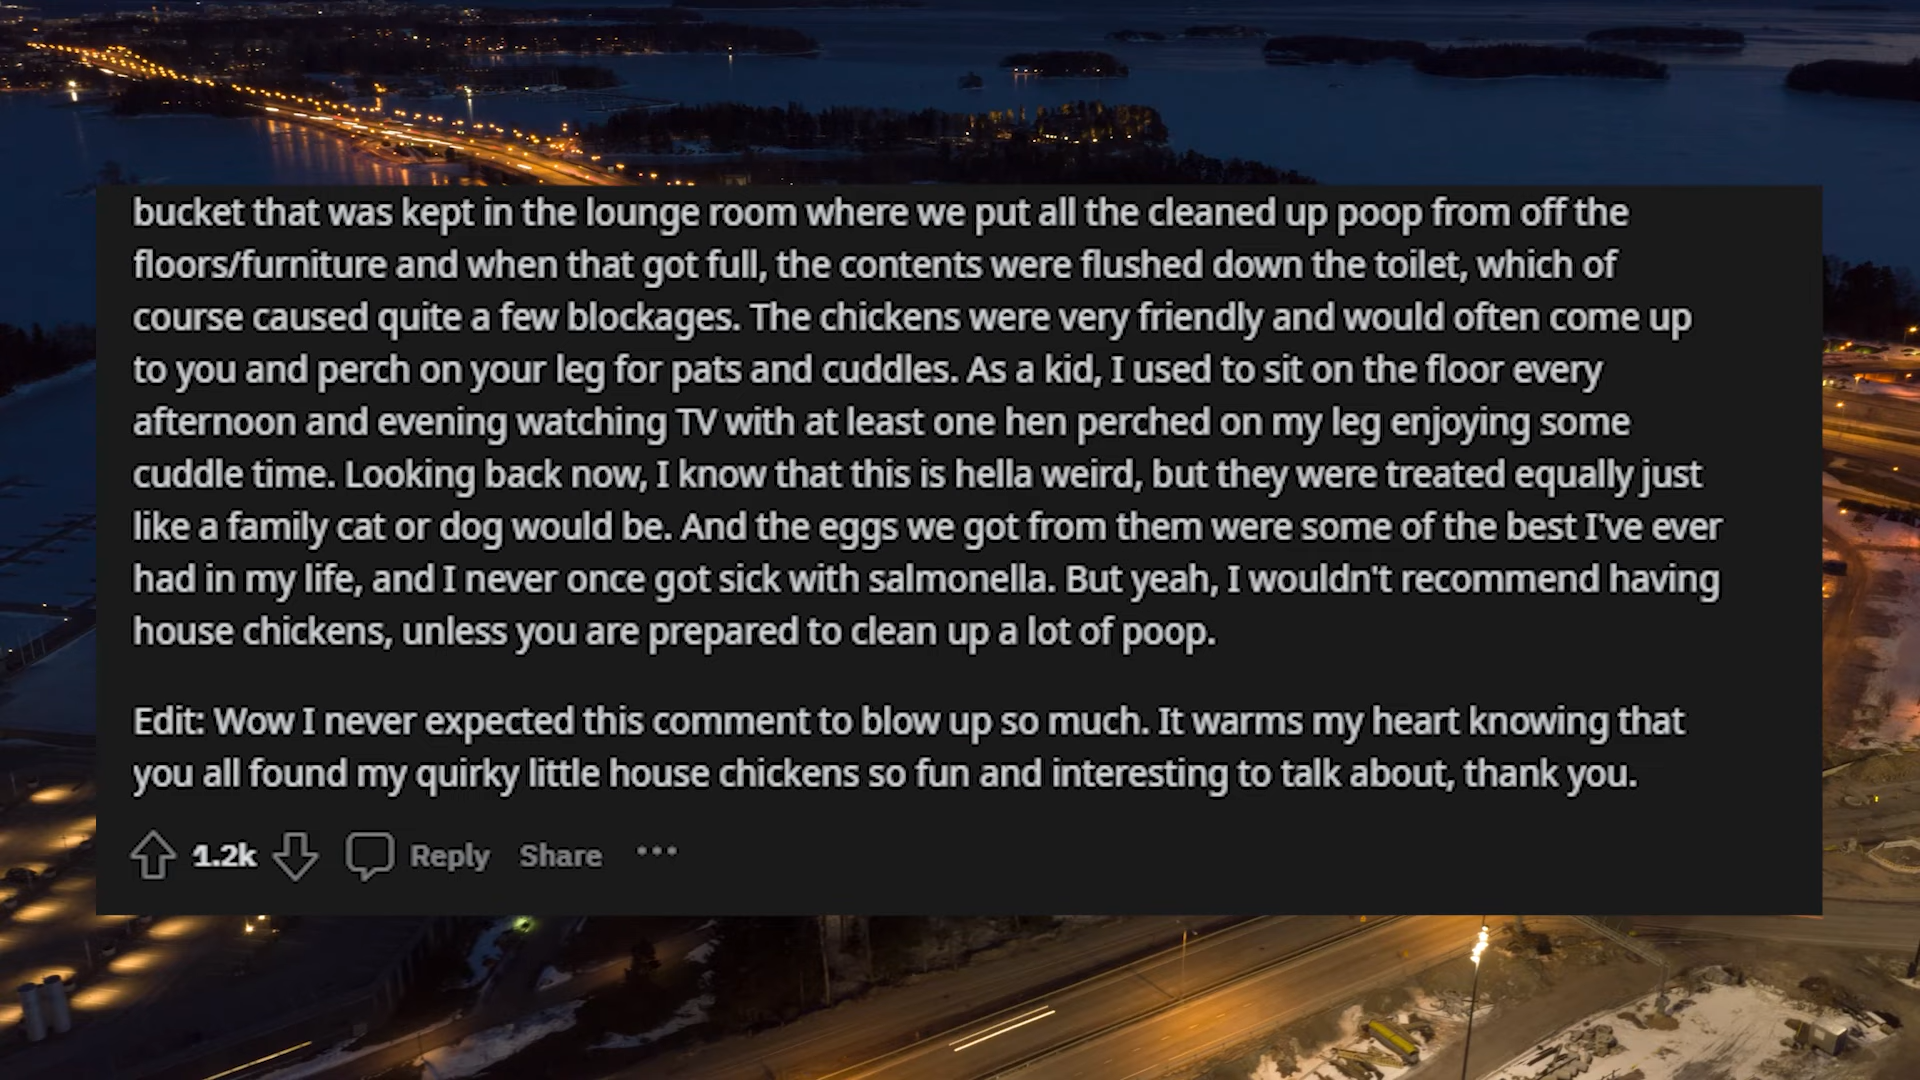 bucket that was kept in the lounge room where we put all the cleaned up poop from off the
floors/furniture and when that got full, the contents were flushed down the toilet, which of
course caused quite a few blockages. The chickens were very friendly and would often come up
to you and perch on your leg for pats and cuddles. As a kid, I used to sit on the floor every
afternoon and evening watching TV with at least one hen perched on my leg enjoying some
cuddle time. Looking back now, I know that this is hella weird, but they were treated equally just
like a family cat or dog would be. And the eggs we got from them were some of the best I've ever
had in my life, and I never once got sick with salmonella. But yeah, I wouldn't recommend having
house chickens, unless you are prepared to clean up a lot of poop.
Edit: Wow I never expected this comment to blow up so much. It warms my heart knowing that
you all found my quirky little house chickens so fun and interesting to talk about, thank you.
1.2k Reply Share ···